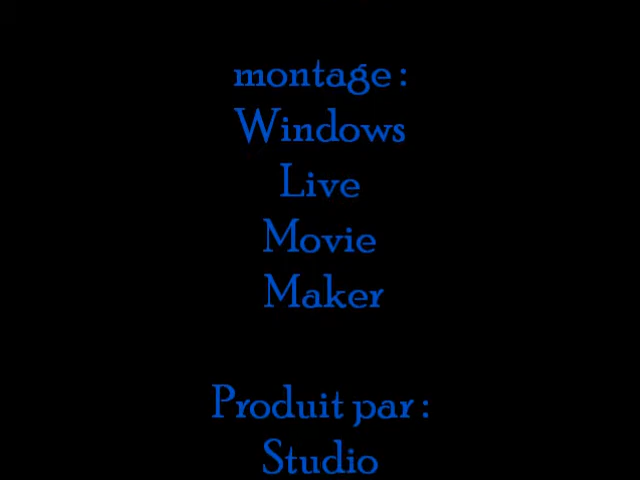 montage :
Windows
Live
Movie
Maker
Produit par :
Studio